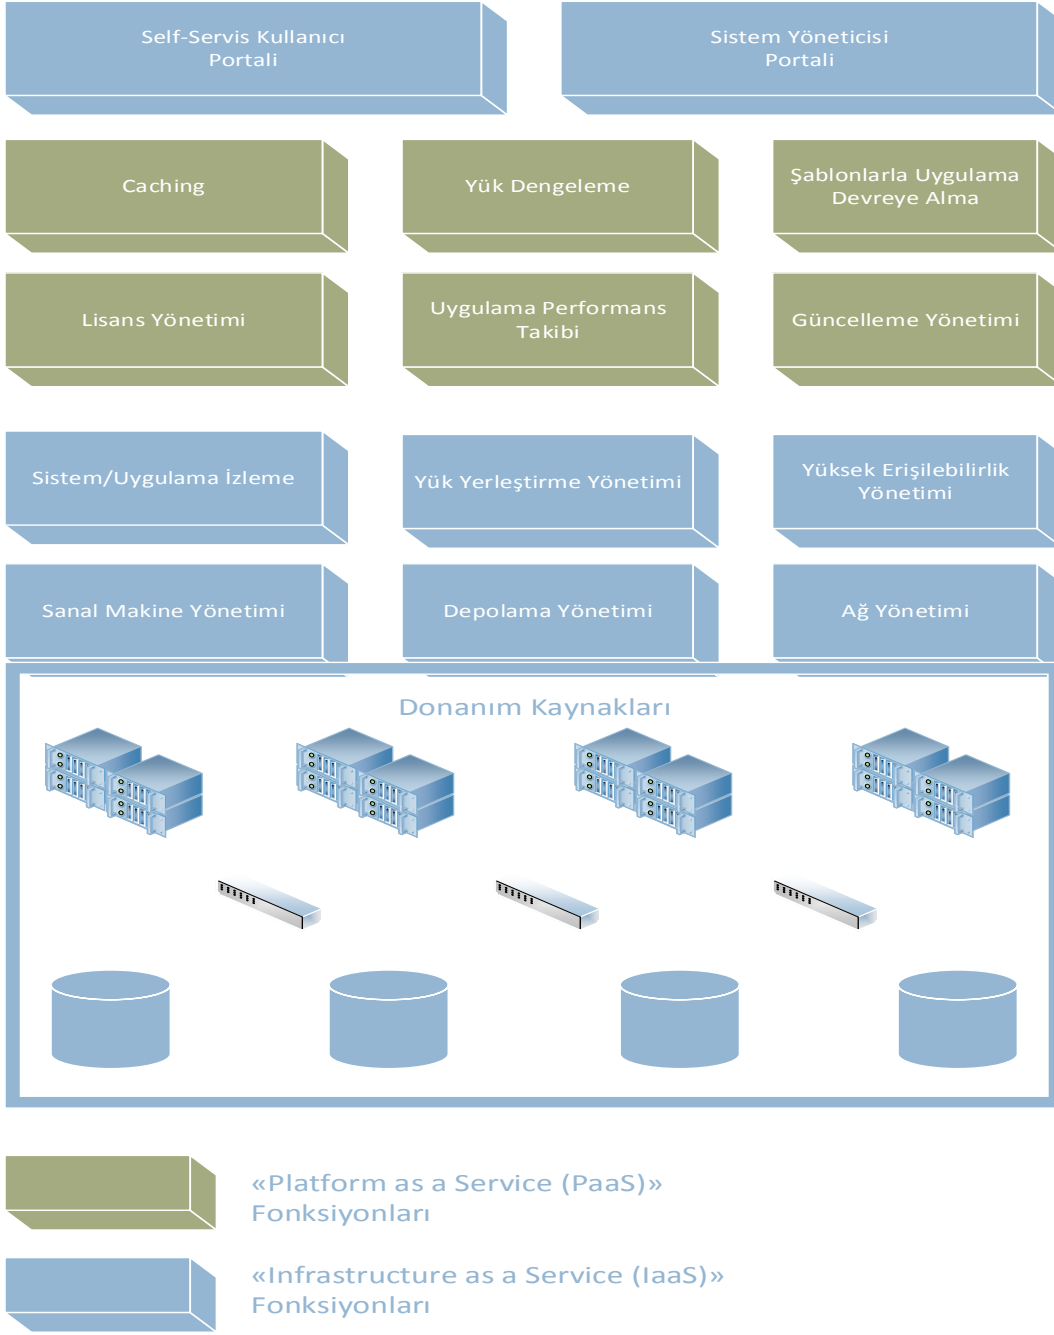 Self-Servis Kullanıcı
Portali
Sistem Yöneticisi
Portali
Caching
Yük Dengeleme
Şablonlarla Uygulama
Devreye Alma
Lisans Yönetimi
Uygulama Performans
Takibi
Güncelleme Yönetimi
Sistem/Uygulama İzleme
Yük Yerleştirme Yönetimi
Yüksek Erişilebilirlik
Yönetimi
Sanal Makine Yönetimi
Depolama Yönetimi
Ağ Yönetimi
Donanım Kaynakları
«Platform as a Service (PaaS)»
Fonksiyonları
«Infrastructure as a Service (IaaS)»
Fonksiyonları